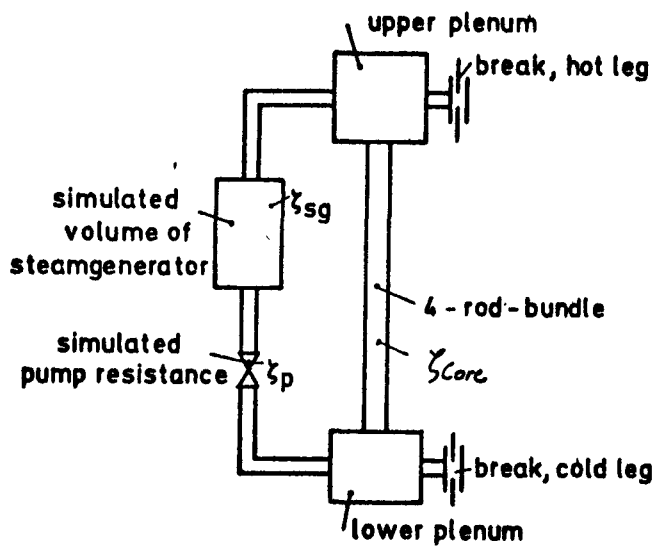 upper plenum
break, hot leg
simulated
volume of
steamgenerator
ζsg
4-rod-bundle
simulated
pump resistance
ζp
ζCore
break, cold leg
lower plenum